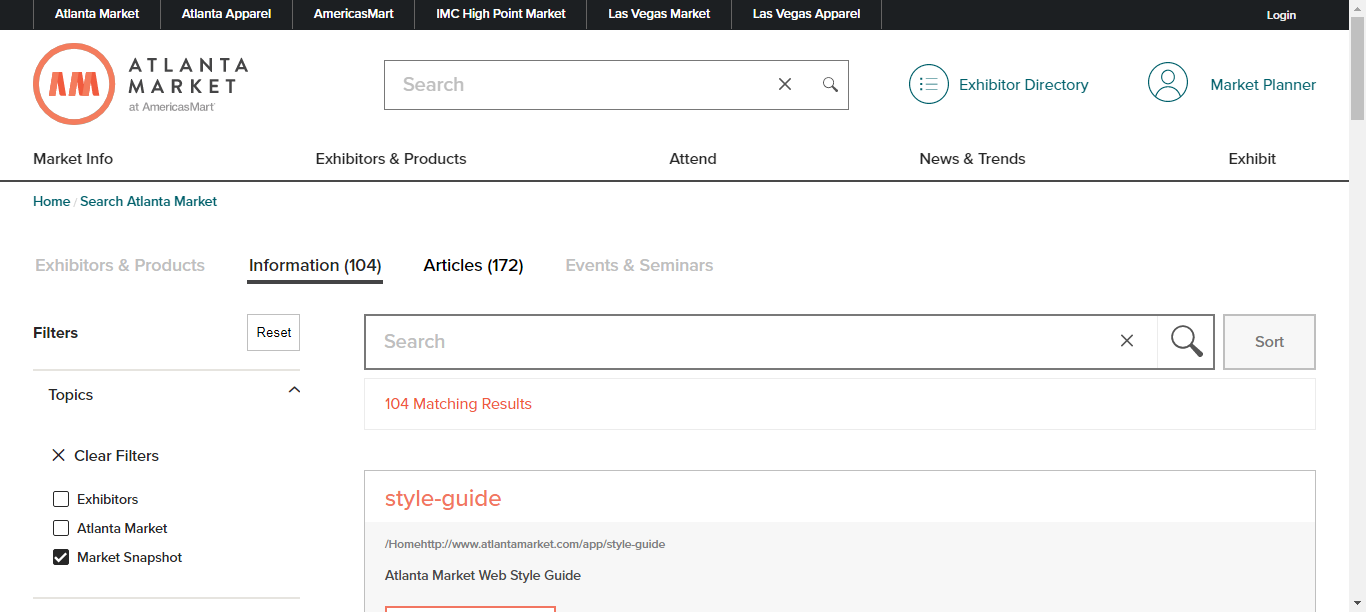 Atlanta Market Atlanta Apparel AmericasMart IMC High Point Market Las Vegas Market Las Vegas Apparel Login
AM
ATLANTA
MARKET
at AmericasMart
Search
Exhibitor Directory
Market Planner
Market Info Exhibitors & Products Attend News & Trends Exhibit
Home / Search Atlanta Market
Exhibitors & Products Information (104) Articles (172) Events & Seminars
Filters
Reset
Topics
Clear Filters
Exhibitors
Atlanta Market
Market Snapshot
Search
Sort
104 Matching Results
style-guide
/Homehttp://www.atlantamarket.com/app/style-guide
Atlanta Market Web Style Guide